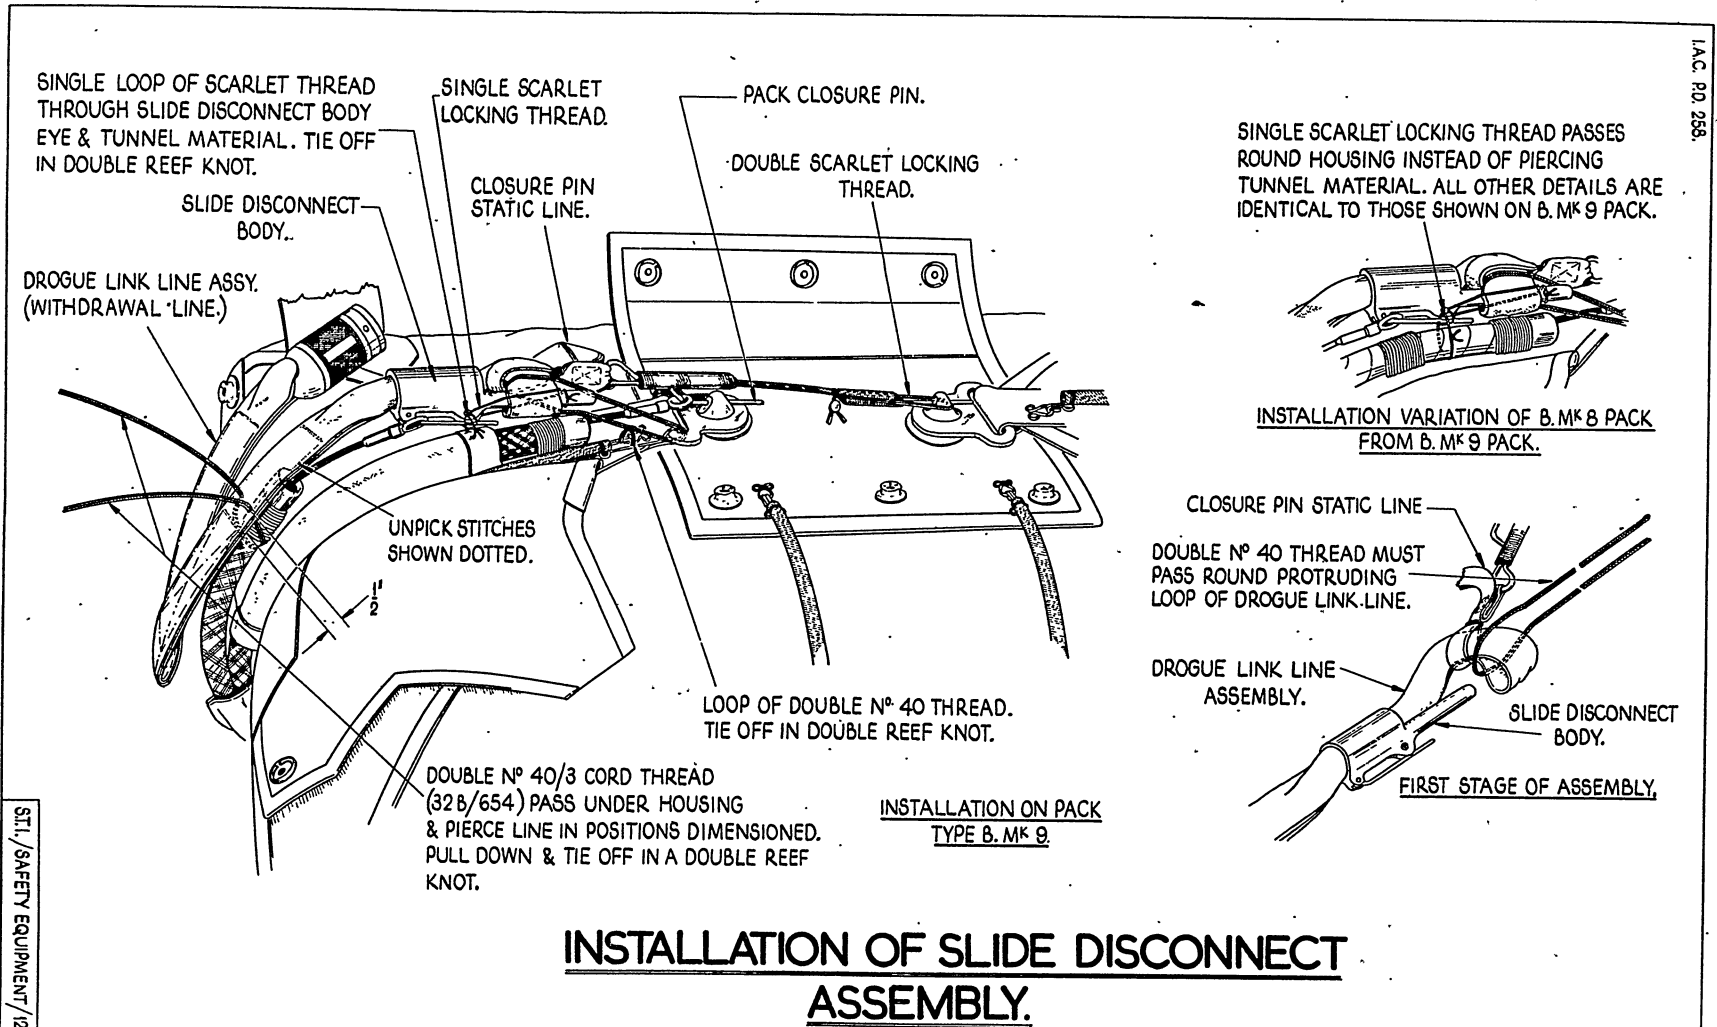 I.A.C. P.D. 258.
SINGLE LOOP OF SCARLET THREAD
THROUGH SLIDE DISCONNECT BODY
EYE & TUNNEL MATERIAL. TIE OFF
IN DOUBLE REEF KNOT.
SINGLE SCARLET
LOCKING THREAD.
PACK CLOSURE PIN.
DOUBLE SCARLET LOCKING
THREAD.
CLOSURE PIN
STATIC LINE.
SLIDE DISCONNECT
BODY.
DROGUE LINK LINE ASSY.
(WITHDRAWAL LINE.)
UNPICK STITCHES
SHOWN DOTTED.
1/2"
LOOP OF DOUBLE Nº 40 THREAD.
TIE OFF IN DOUBLE REEF KNOT.
DOUBLE Nº 40/3 CORD THREAD
(32B/654) PASS UNDER HOUSING
& PIERCE LINE IN POSITIONS DIMENSIONED.
PULL DOWN & TIE OFF IN A DOUBLE REEF
KNOT.
INSTALLATION ON PACK
TYPE B. MK 9.
SINGLE SCARLET LOCKING THREAD PASSES
ROUND HOUSING INSTEAD OF PIERCING
TUNNEL MATERIAL. ALL OTHER DETAILS ARE
IDENTICAL TO THOSE SHOWN ON B. MK 9 PACK.
INSTALLATION VARIATION OF B. MK 8 PACK
FROM B. MK 9 PACK.
CLOSURE PIN STATIC LINE
DOUBLE Nº 40 THREAD MUST
PASS ROUND PROTRUDING
LOOP OF DROGUE LINK LINE.
DROGUE LINK LINE
ASSEMBLY.
SLIDE DISCONNECT
BODY.
FIRST STAGE OF ASSEMBLY.
S.T.I./SAFETY EQUIPMENT/12
INSTALLATION OF SLIDE DISCONNECT
ASSEMBLY.